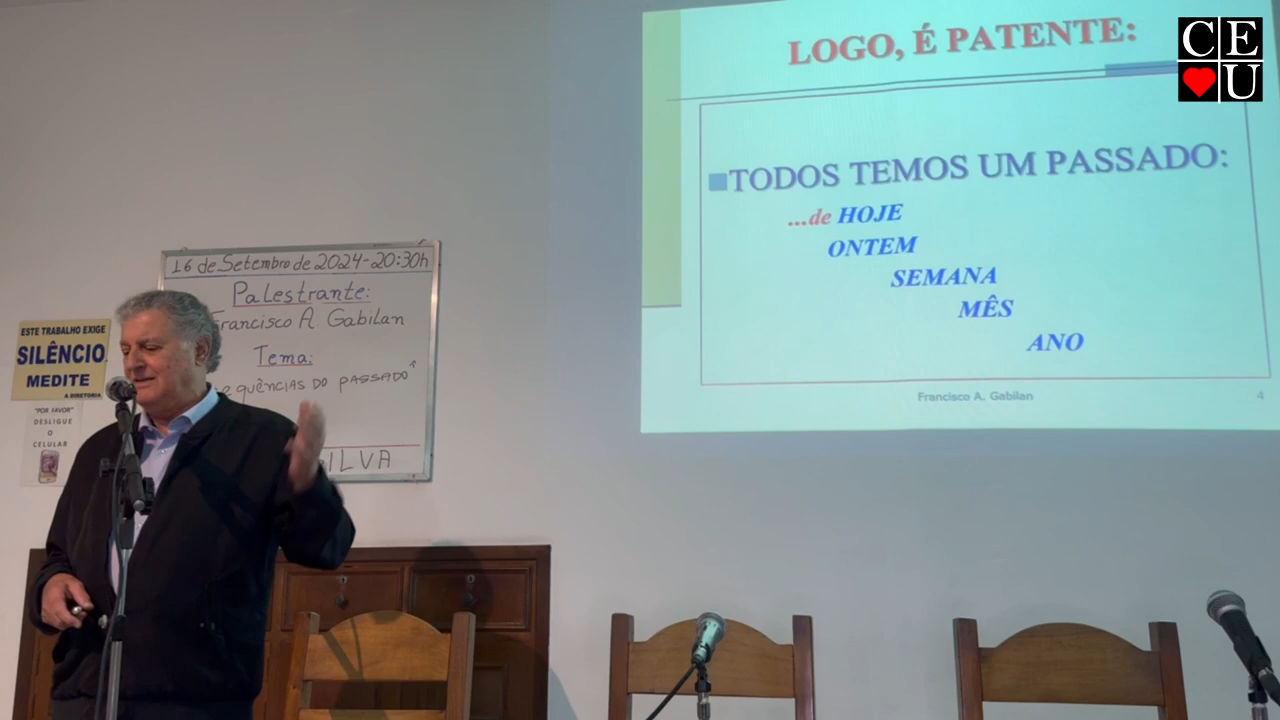 LOGO, É PATENTE:
TODOS TEMOS UM PASSADO:
...de HOJE
ONTEM
SEMANA
MÊS
ANO
Francisco A. Gabilan
4
CE
U
16 de Setembro de 2024-20:30h
Palestrante:
Francisco A. Gabilan
Tema:
QUÊNCIAS DO PASSADO"
ILVA
ESTE TRABALHO EXIGE
SILÊNCIO
MEDITE
A DIRETORIA
"POR FAVOR"
DESLIGUE
O
CELULAR